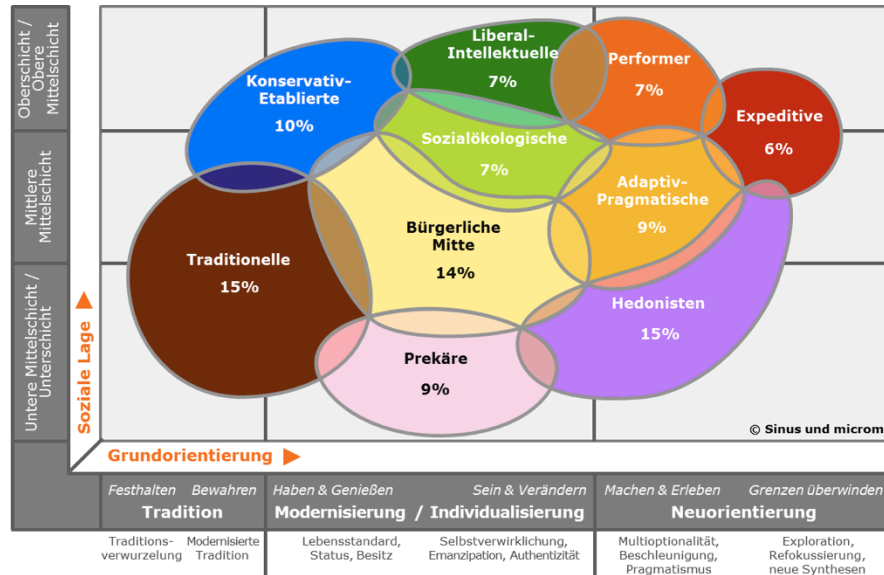 Oberschicht /
Obere
Mittelschicht
Mittlere
Mittelschicht
Untere Mittelschicht /
Unterschicht
Soziale Lage ▶
Konservativ-
Etablierte
10%
Liberal-
Intellektuelle
7%
Performer
7%
Expeditive
6%
Sozialökologische
7%
Adaptiv-
Pragmatische
9%
Traditionelle
15%
Bürgerliche
Mitte
14%
Hedonisten
15%
Prekäre
9%
© Sinus und microm
Grundorientierung ▶
Festhalten Bewahren
Tradition
Haben & Genießen Sein & Verändern
Modernisierung / Individualisierung
Machen & Erleben Grenzen überwinden
Neuorientierung
Traditions-
verwurzelung
Modernisierte
Tradition
Lebensstandard,
Status, Besitz
Selbstverwirklichung,
Emanzipation, Authentizität
Multioptionalität,
Beschleunigung,
Pragmatismus
Exploration,
Refokussierung,
neue Synthesen